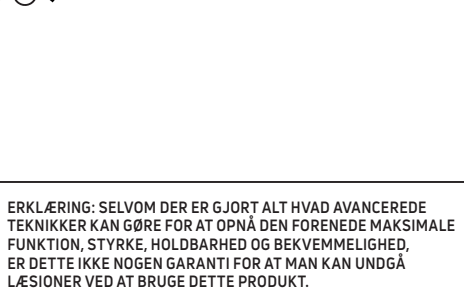 ERKLÆRING: SELVOM DER ER GJORT ALT HVAD AVANCEREDE
TEKNIKKER KAN GØRE FOR AT OPNÅ DEN FORENEDE MAKSIMALE
FUNKTION, STYRKE, HOLDBARHED OG BEKVEMMELIGHED,
ER DETTE IKKE NOGEN GARANTI FOR AT MAN KAN UNDGÅ
LÆSIONER VED AT BRUGE DETTE PRODUKT.